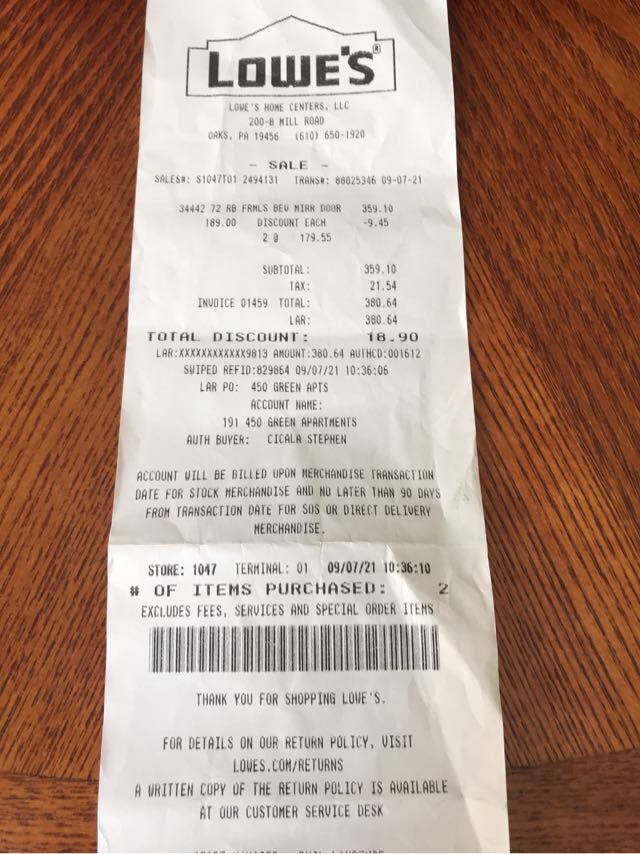 LOWE'S®
LOWE'S HOME CENTERS, LLC
200-B MILL ROAD
OAKS, PA 19456 (610) 650-1920
- SALE -
SALES#: S1047T01 2494131 TRANS#: 88025346 09-07-21
34442 72 RB FRMLS BEV MIRR DOOR 359.10
189.00 DISCOUNT EACH -9.45
2 @ 179.55
SUBTOTAL: 359.10
TAX: 21.54
INVOICE 01459 TOTAL: 380.64
LAR: 380.64
TOTAL DISCOUNT: 18.90
LAR:XXXXXXXXXXXX9813 AMOUNT:380.64 AUTHCD:001612
SWIPED REFID:829864 09/07/21 10:36:06
LAR PO: 450 GREEN APTS
ACCOUNT NAME:
191 450 GREEN APARTMENTS
AUTH BUYER: CICALA STEPHEN
ACCOUNT WILL BE BILLED UPON MERCHANDISE TRANSACTION
DATE FOR STOCK MERCHANDISE AND NO LATER THAN 90 DAYS
FROM TRANSACTION DATE FOR SOS OR DIRECT DELIVERY
MERCHANDISE.
STORE: 1047 TERMINAL: 01 09/07/21 10:36:10
# OF ITEMS PURCHASED: 2
EXCLUDES FEES, SERVICES AND SPECIAL ORDER ITEMS
THANK YOU FOR SHOPPING LOWE'S.
FOR DETAILS ON OUR RETURN POLICY, VISIT
LOWES.COM/RETURNS
A WRITTEN COPY OF THE RETURN POLICY IS AVAILABLE
AT OUR CUSTOMER SERVICE DESK